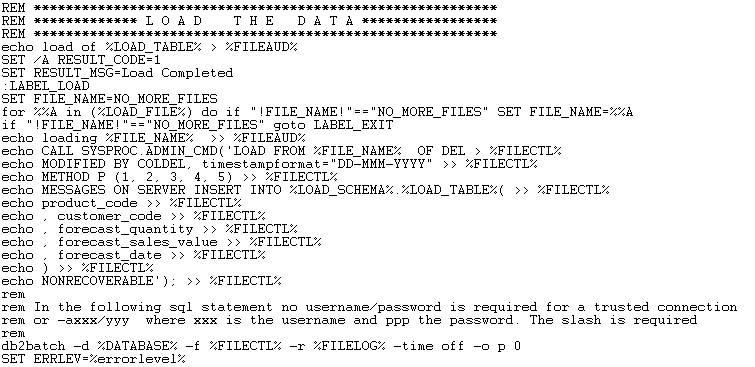 REM ************************************************************
REM ************* L O A D   T H E   D A T A *****************
REM ************************************************************
echo load of %LOAD_TABLE% > %FILEAUD%
SET /A RESULT_CODE=1
SET RESULT_MSG=Load Completed
:LABEL_LOAD
SET FILE_NAME=NO_MORE_FILES
for %%A in (%LOAD_FILE%) do if "!FILE_NAME!"=="NO_MORE_FILES" SET FILE_NAME=%%A
if "!FILE_NAME!"=="NO_MORE_FILES" goto LABEL_EXIT
echo loading %FILE_NAME%  >> %FILEAUD%
echo CALL SYSPROC.ADMIN_CMD('LOAD FROM %FILE_NAME%  OF DEL > %FILECTL%
echo MODIFIED BY COLDEL, timestampformat="DD-MMM-YYYY" >> %FILECTL%
echo METHOD P (1, 2, 3, 4, 5) >> %FILECTL%
echo MESSAGES ON SERVER INSERT INTO %LOAD_SCHEMA%.%LOAD_TABLE%( >> %FILECTL%
echo product_code >> %FILECTL%
echo , customer_code >> %FILECTL%
echo , forecast_quantity >> %FILECTL%
echo , forecast_sales_value >> %FILECTL%
echo , forecast_date >> %FILECTL%
echo ) >> %FILECTL%
echo NONRECOVERABLE'); >> %FILECTL%
rem
rem In the following sql statement no username/password is required for a trusted connection
rem or -axxx/yyy  where xxx is the username and ppp the password. The slash is required
rem
db2batch -d %DATABASE% -f %FILECTL% -r %FILELOG% -time off -o p 0
SET ERRLEV=%errorlevel%